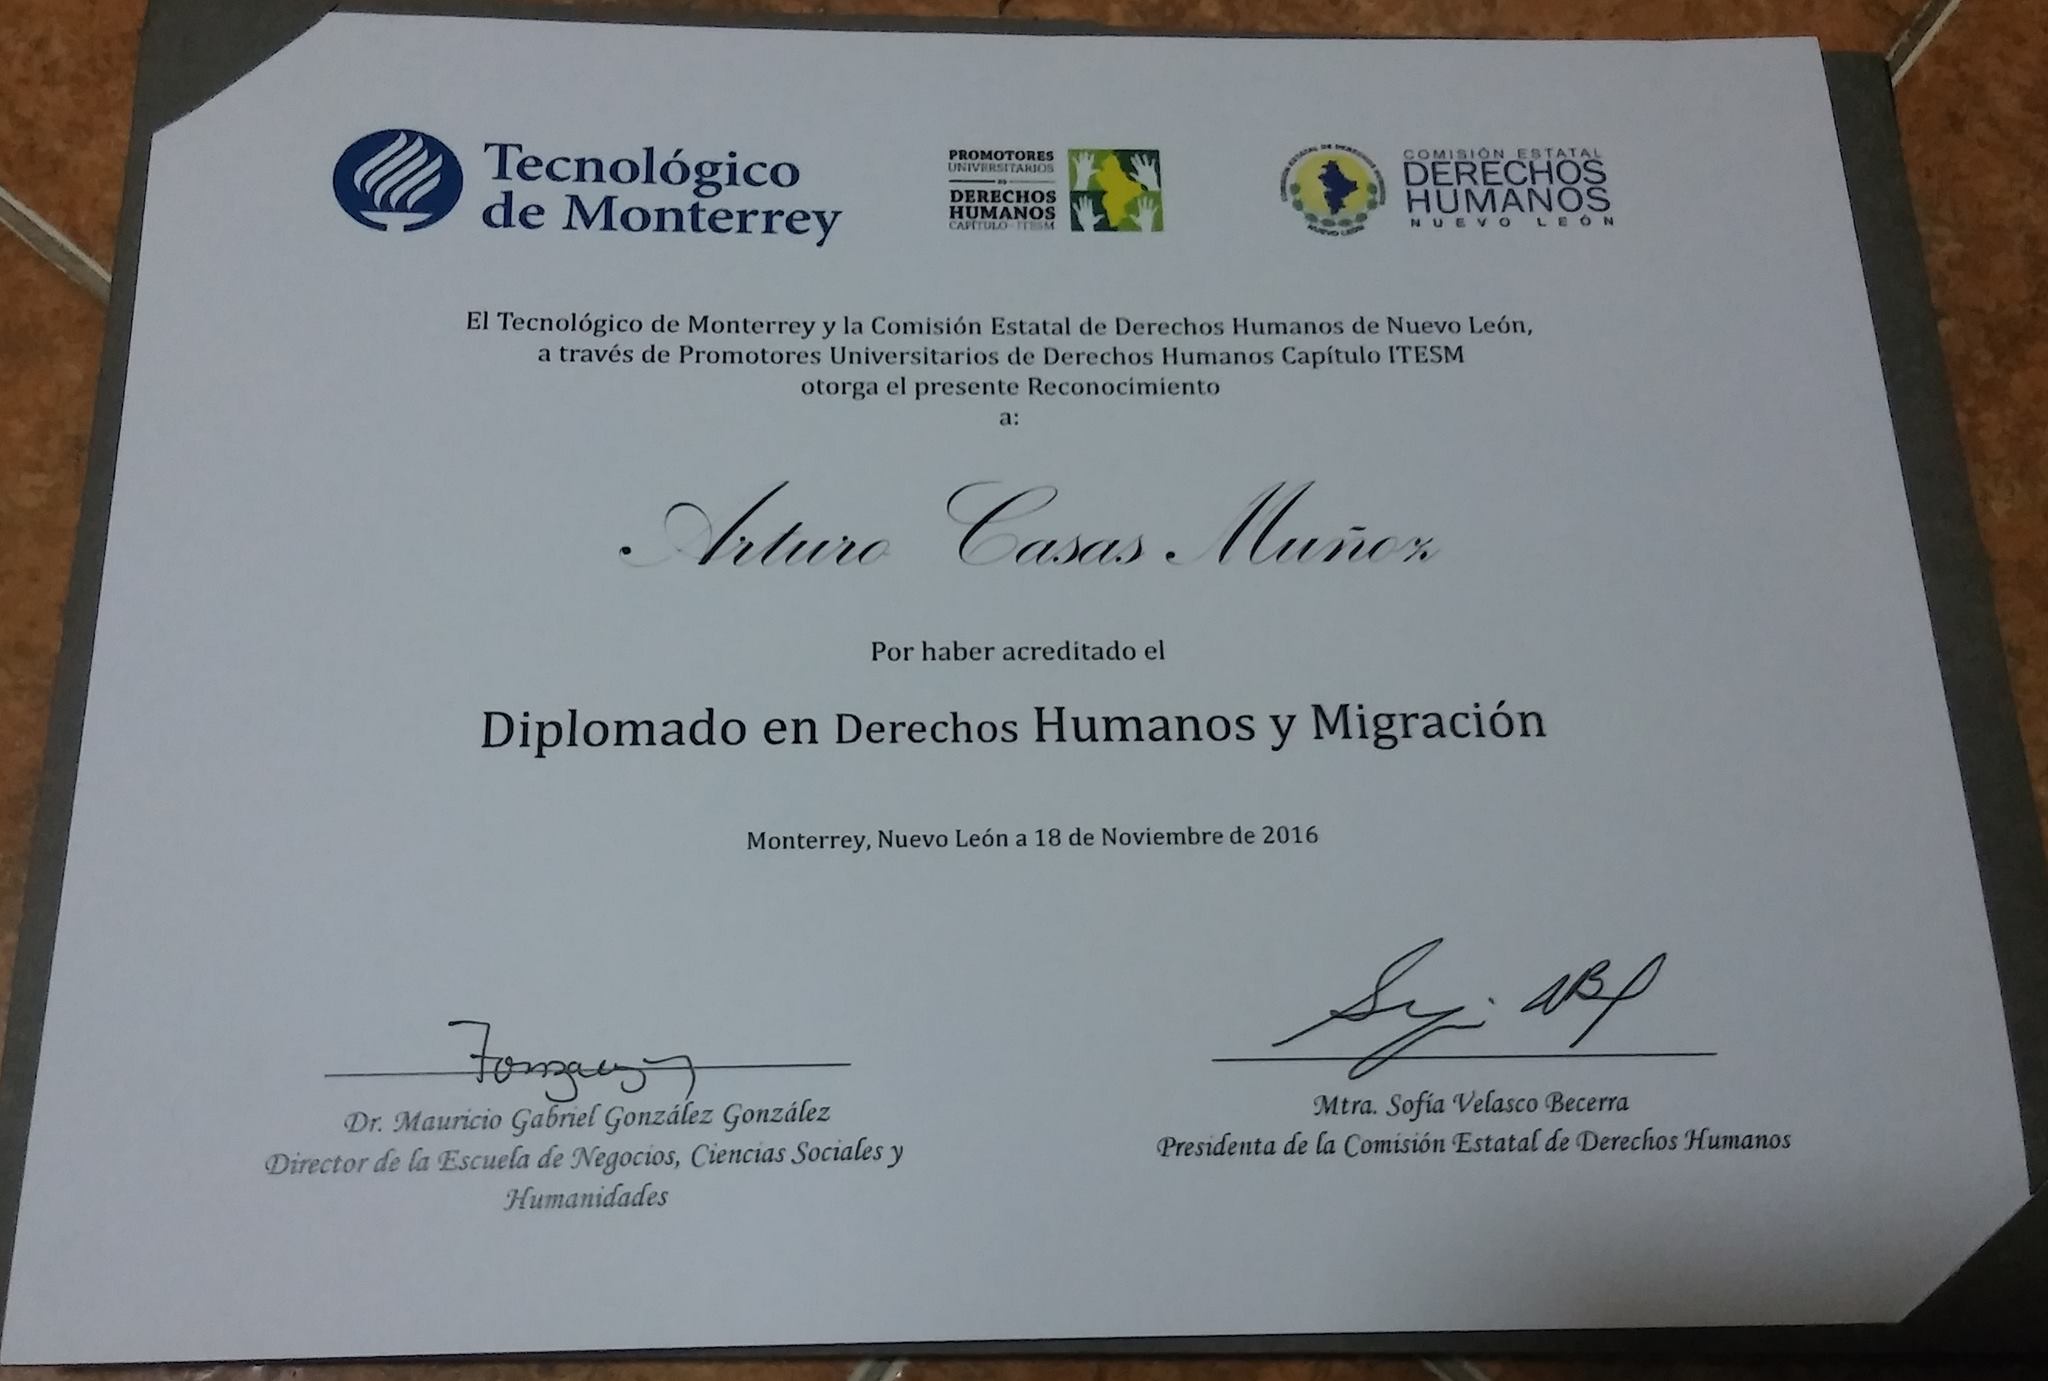 Tecnológico
de Monterrey
PROMOTORES
UNIVERSITARIOS
DERECHOS
HUMANOS
CAPÍTULO ITESM
COMISIÓN ESTATAL
DERECHOS
HUMANOS
NUEVO LEÓN
El Tecnológico de Monterrey y la Comisión Estatal de Derechos Humanos de Nuevo León,
a través de Promotores Universitarios de Derechos Humanos Capítulo ITESM
otorga el presente Reconocimiento
a:
Arturo Casas Muñoz
Por haber acreditado el
Diplomado en Derechos Humanos y Migración
Monterrey, Nuevo León a 18 de Noviembre de 2016
Dr. Mauricio Gabriel González González
Director de la Escuela de Negocios, Ciencias Sociales y
Humanidades
Mtra. Sofía Velasco Becerra
Presidenta de la Comisión Estatal de Derechos Humanos